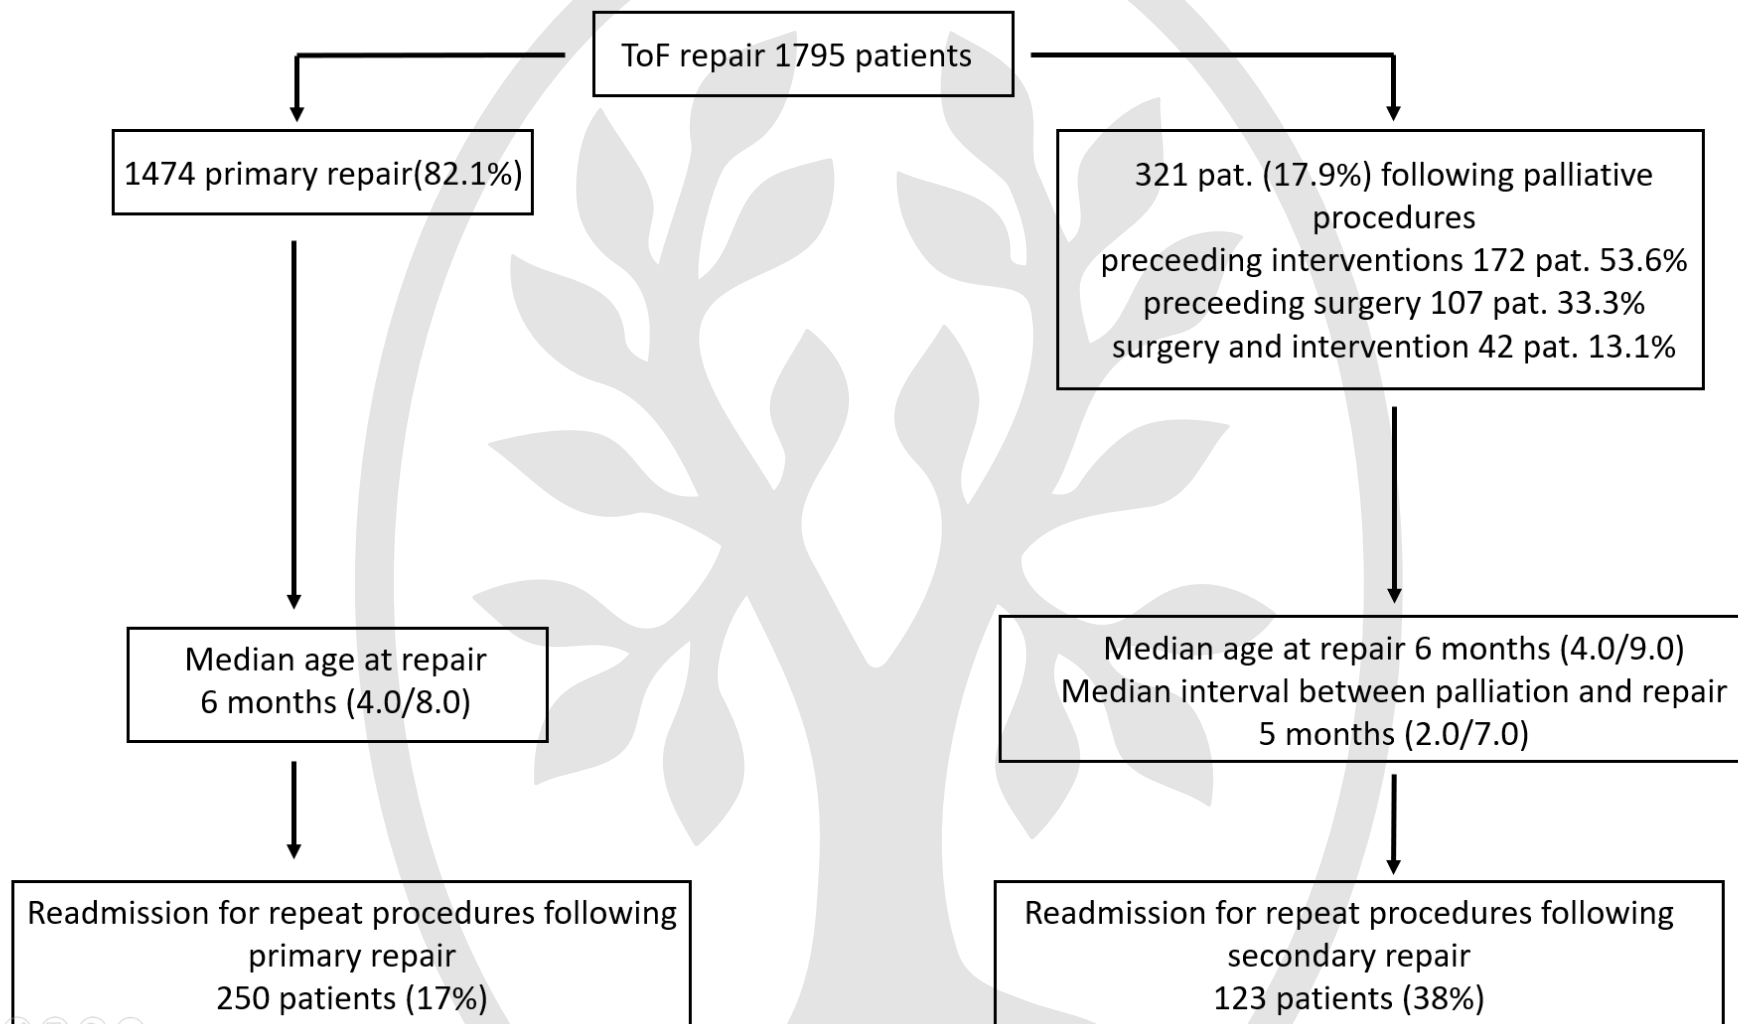 ToF repair 1795 patients
1474 primary repair(82.1%)
321 pat. (17.9%) following palliative
procedures
preceeding interventions 172 pat. 53.6%
preceeding surgery 107 pat. 33.3%
surgery and intervention 42 pat. 13.1%
Median age at repair
6 months (4.0/8.0)
Median age at repair 6 months (4.0/9.0)
Median interval between palliation and repair
5 months (2.0/7.0)
Readmission for repeat procedures following
primary repair
250 patients (17%)
Readmission for repeat procedures following
secondary repair
123 patients (38%)